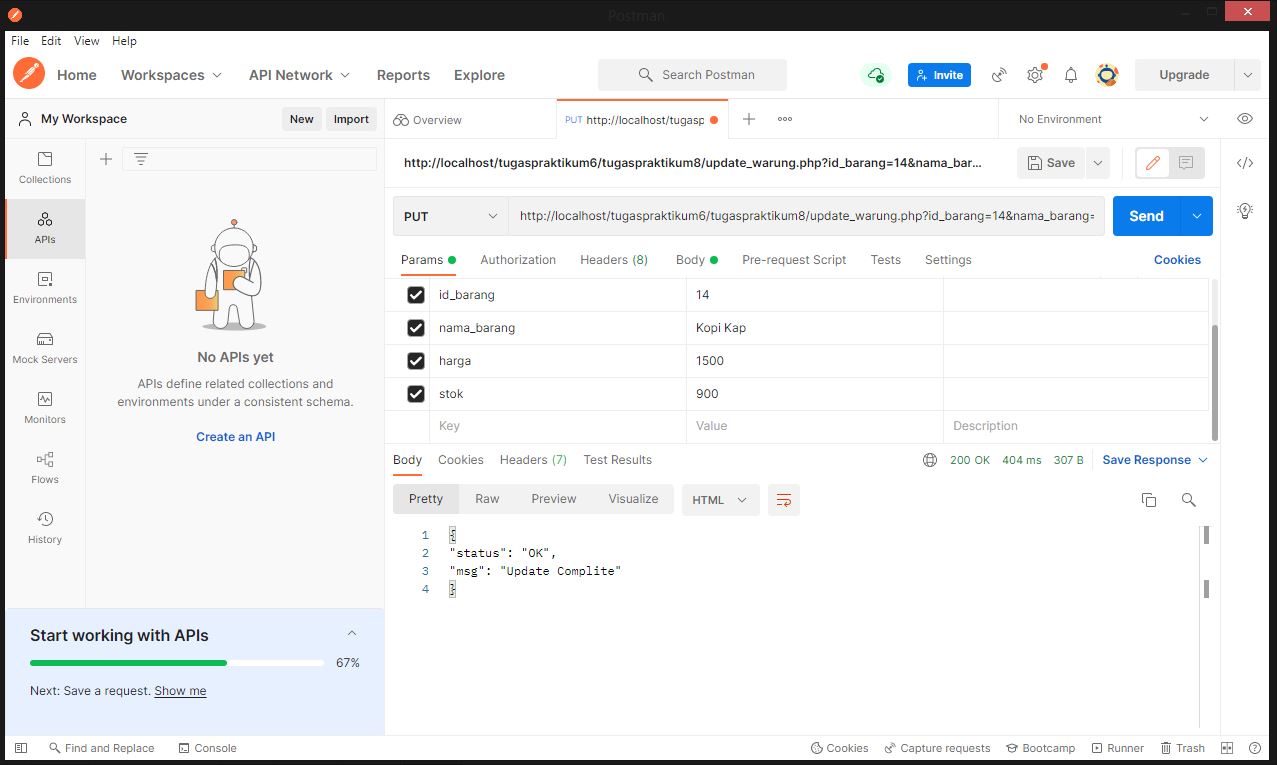 Postman
File Edit View Help
Home Workspaces API Network Reports Explore Search Postman Invite Upgrade
My Workspace New Import Overview PUT http://localhost/tugasp No Environment
Collections
APIs
Environments
Mock Servers
Monitors
Flows
History
No APIs yet
APIs define related collections and
environments under a consistent schema.
Create an API
Start working with APIs
67%
Next: Save a request. Show me
http://localhost/tugaspraktikum6/tugaspraktikum8/update_warung.php?id_barang=14&nama_bar... Save
PUT http://localhost/tugaspraktikum6/tugaspraktikum8/update_warung.php?id_barang=14&nama_barang= Send
Params Authorization Headers (8) Body Pre-request Script Tests Settings Cookies
id_barang 14
nama_barang Kopi Kap
harga 1500
stok 900
Key Value Description
Body Cookies Headers (7) Test Results 200 OK 404 ms 307 B Save Response
Pretty Raw Preview Visualize HTML
1 {
2 "status": "OK",
3 "msg": "Update Complite"
4 }
Find and Replace Console Cookies Capture requests Bootcamp Runner Trash